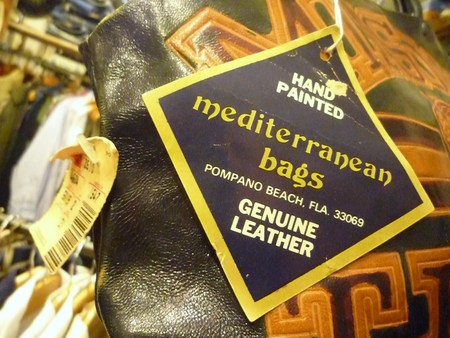 HAND
PAINTED
mediterranean
bags
POMPANO BEACH, FLA. 33069
GENUINE
LEATHER